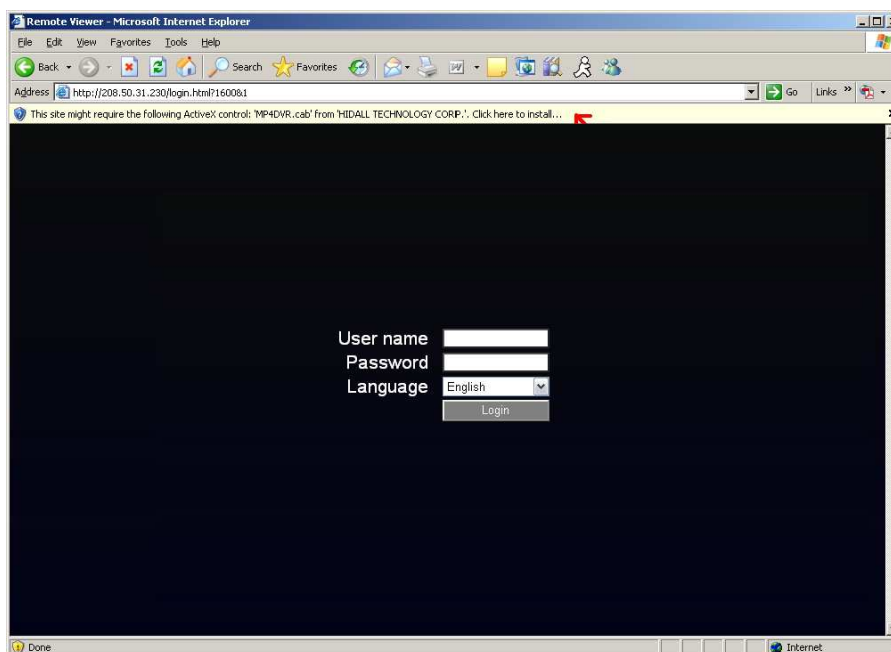 Remote Viewer - Microsoft Internet Explorer
File Edit View Favorites Tools Help
Back Search Favorites
Address http://208.50.31.230/login.html?1600&1 Go Links »
This site might require the following ActiveX control: 'MP4DVR.cab' from 'HIDALL TECHNOLOGY CORP.'. Click here to install...
User name
Password
Language English
Login
Done Internet